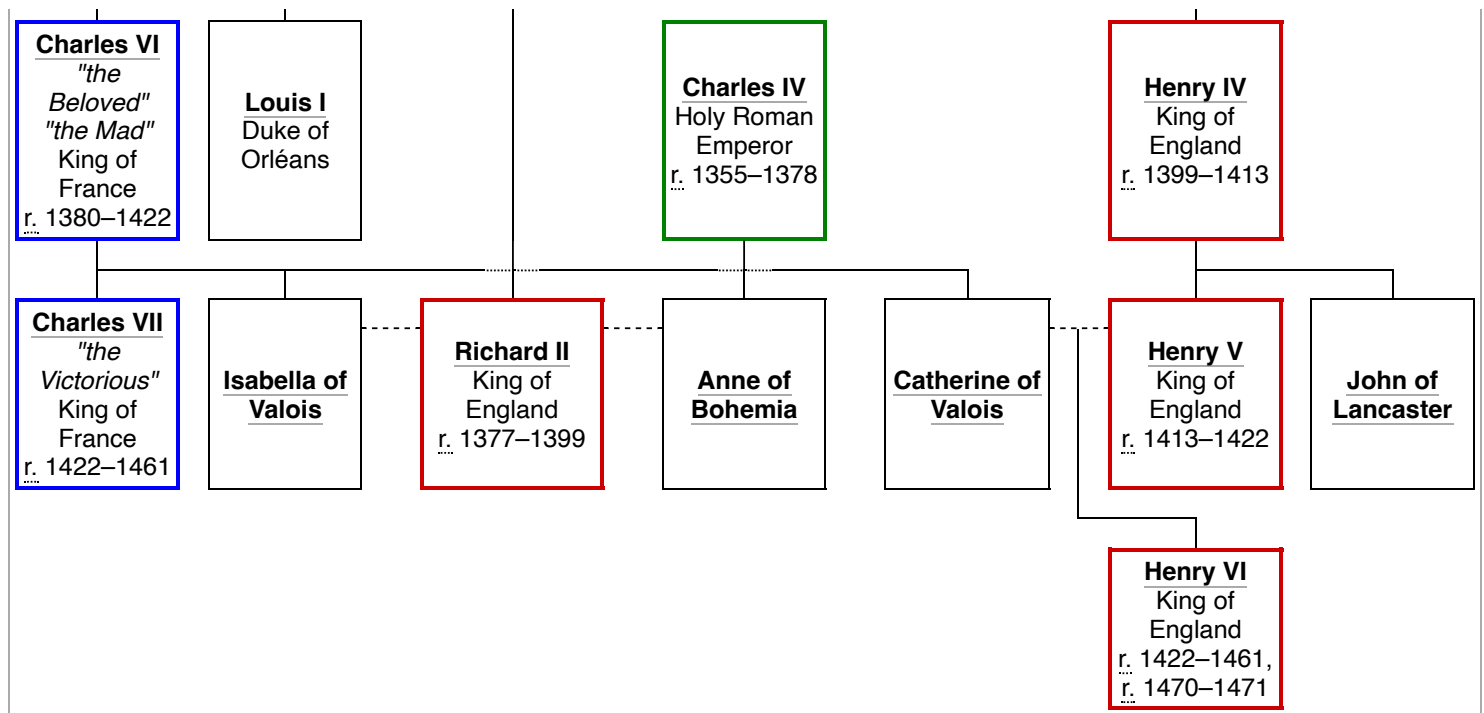 Charles VI
"the
Beloved"
"the Mad"
King of
France
r. 1380–1422
Louis I
Duke of
Orléans
Charles IV
Holy Roman
Emperor
r. 1355–1378
Henry IV
King of
England
r. 1399–1413
Charles VII
"the
Victorious"
King of
France
r. 1422–1461
Isabella of
Valois
Richard II
King of
England
r. 1377–1399
Anne of
Bohemia
Catherine of
Valois
Henry V
King of
England
r. 1413–1422
John of
Lancaster
Henry VI
King of
England
r. 1422–1461,
r. 1470–1471